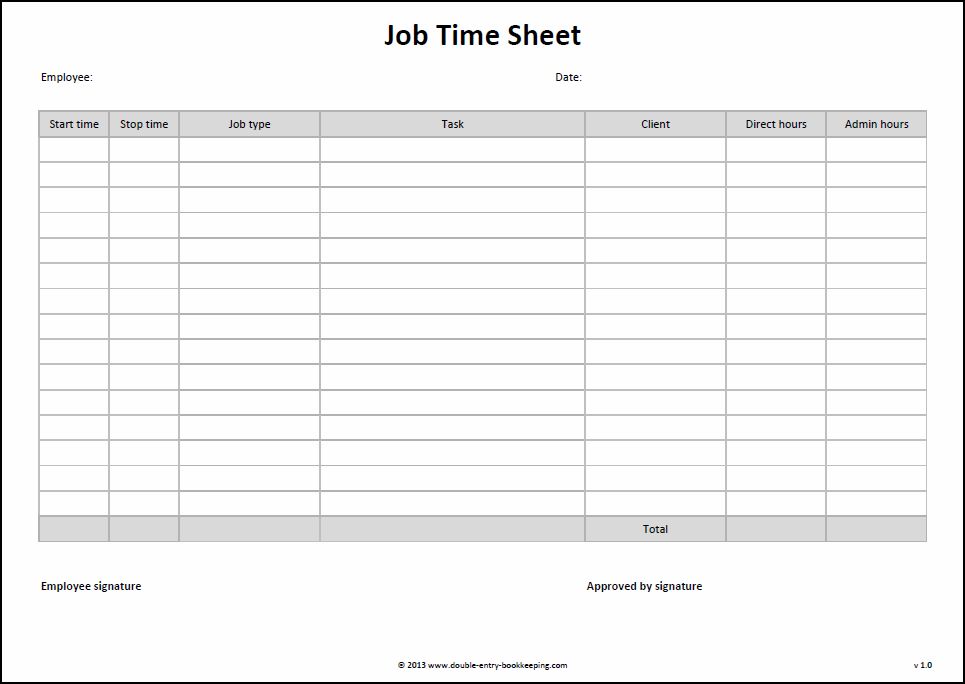 Job Time Sheet
Employee: Date:
Start time Stop time Job type Task Client Direct hours Admin hours
Total
Employee signature Approved by signature
© 2013 www.double-entry-bookkeeping.com v 1.0